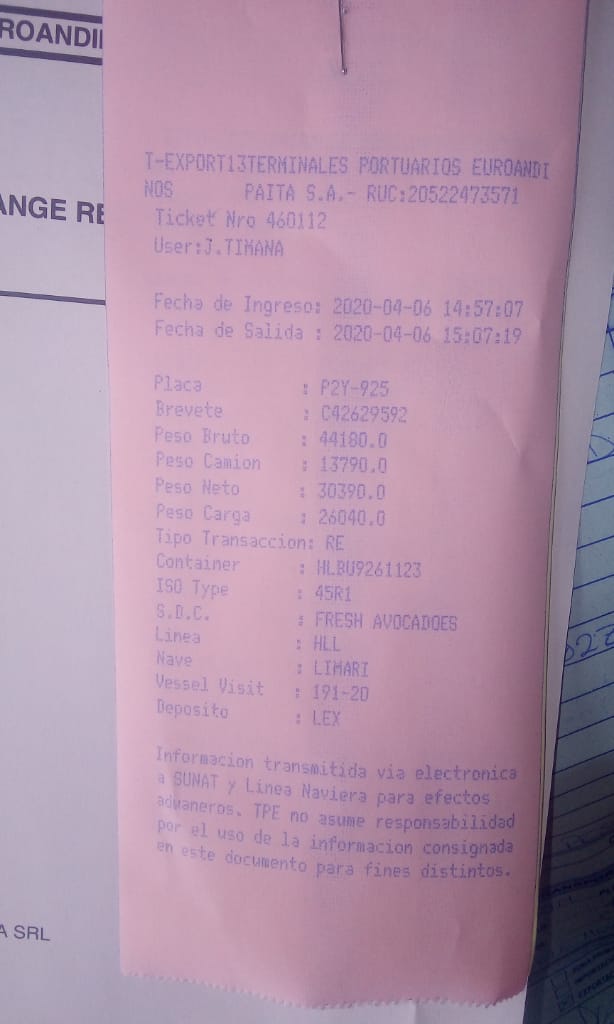 ROANDI
ANGE RE
T-EXPORT13TERMINALES PORTUARIOS EUROANDI
NOS PAITA S.A.- RUC:20522473571
Ticket Nro 460112
User:J.TIMANA
Fecha de Ingreso: 2020-04-06 14:57:07
Fecha de Salida : 2020-04-06 15:07:19
Placa : P2Y-925
Brevete : C42629592
Peso Bruto : 44180.0
Peso Camion : 13790.0
Peso Neto : 30390.0
Peso Carga : 26040.0
Tipo Transaccion: RE
Container : HLBU9261123
ISO Type : 45R1
S.D.C. : FRESH AVOCADOES
Linea : HLL
Nave : LIMARI
Vessel Visit : 191-20
Deposito : LEX
Informacion transmitida via electronica
a SUNAT y Linea Naviera para efectos
aduaneros. TPE no asume responsabilidad
por el uso de la informacion consignada
en este documento para fines distintos.
A SRL